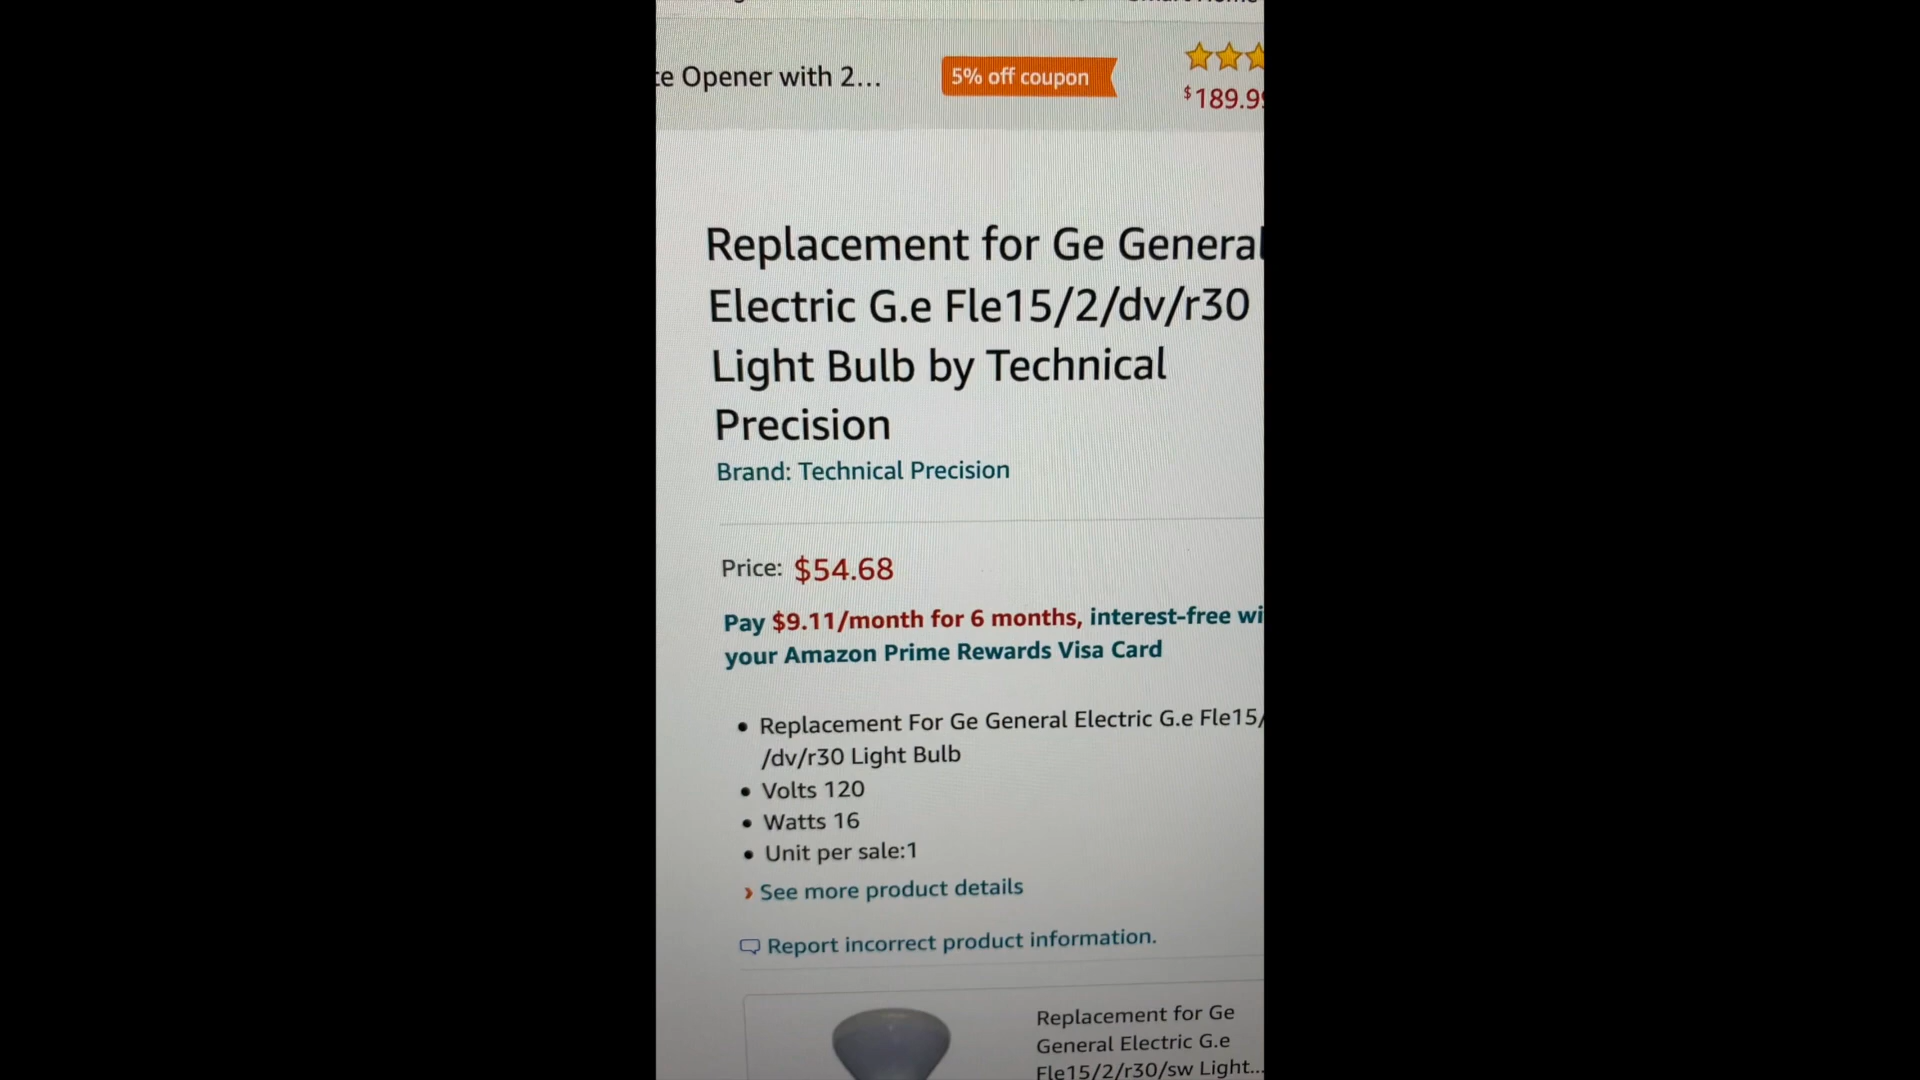 te Opener with 2...
5% off coupon
$189.99
Replacement for Ge General
Electric G.e Fle15/2/dv/r30
Light Bulb by Technical
Precision
Brand: Technical Precision
Price: $54.68
Pay $9.11/month for 6 months, interest-free wi
your Amazon Prime Rewards Visa Card
Replacement For Ge General Electric G.e Fle15/
/dv/r30 Light Bulb
Volts 120
Watts 16
Unit per sale:1
› See more product details
Report incorrect product information.
Replacement for Ge
General Electric G.e
Fle15/2/r30/sw Light...